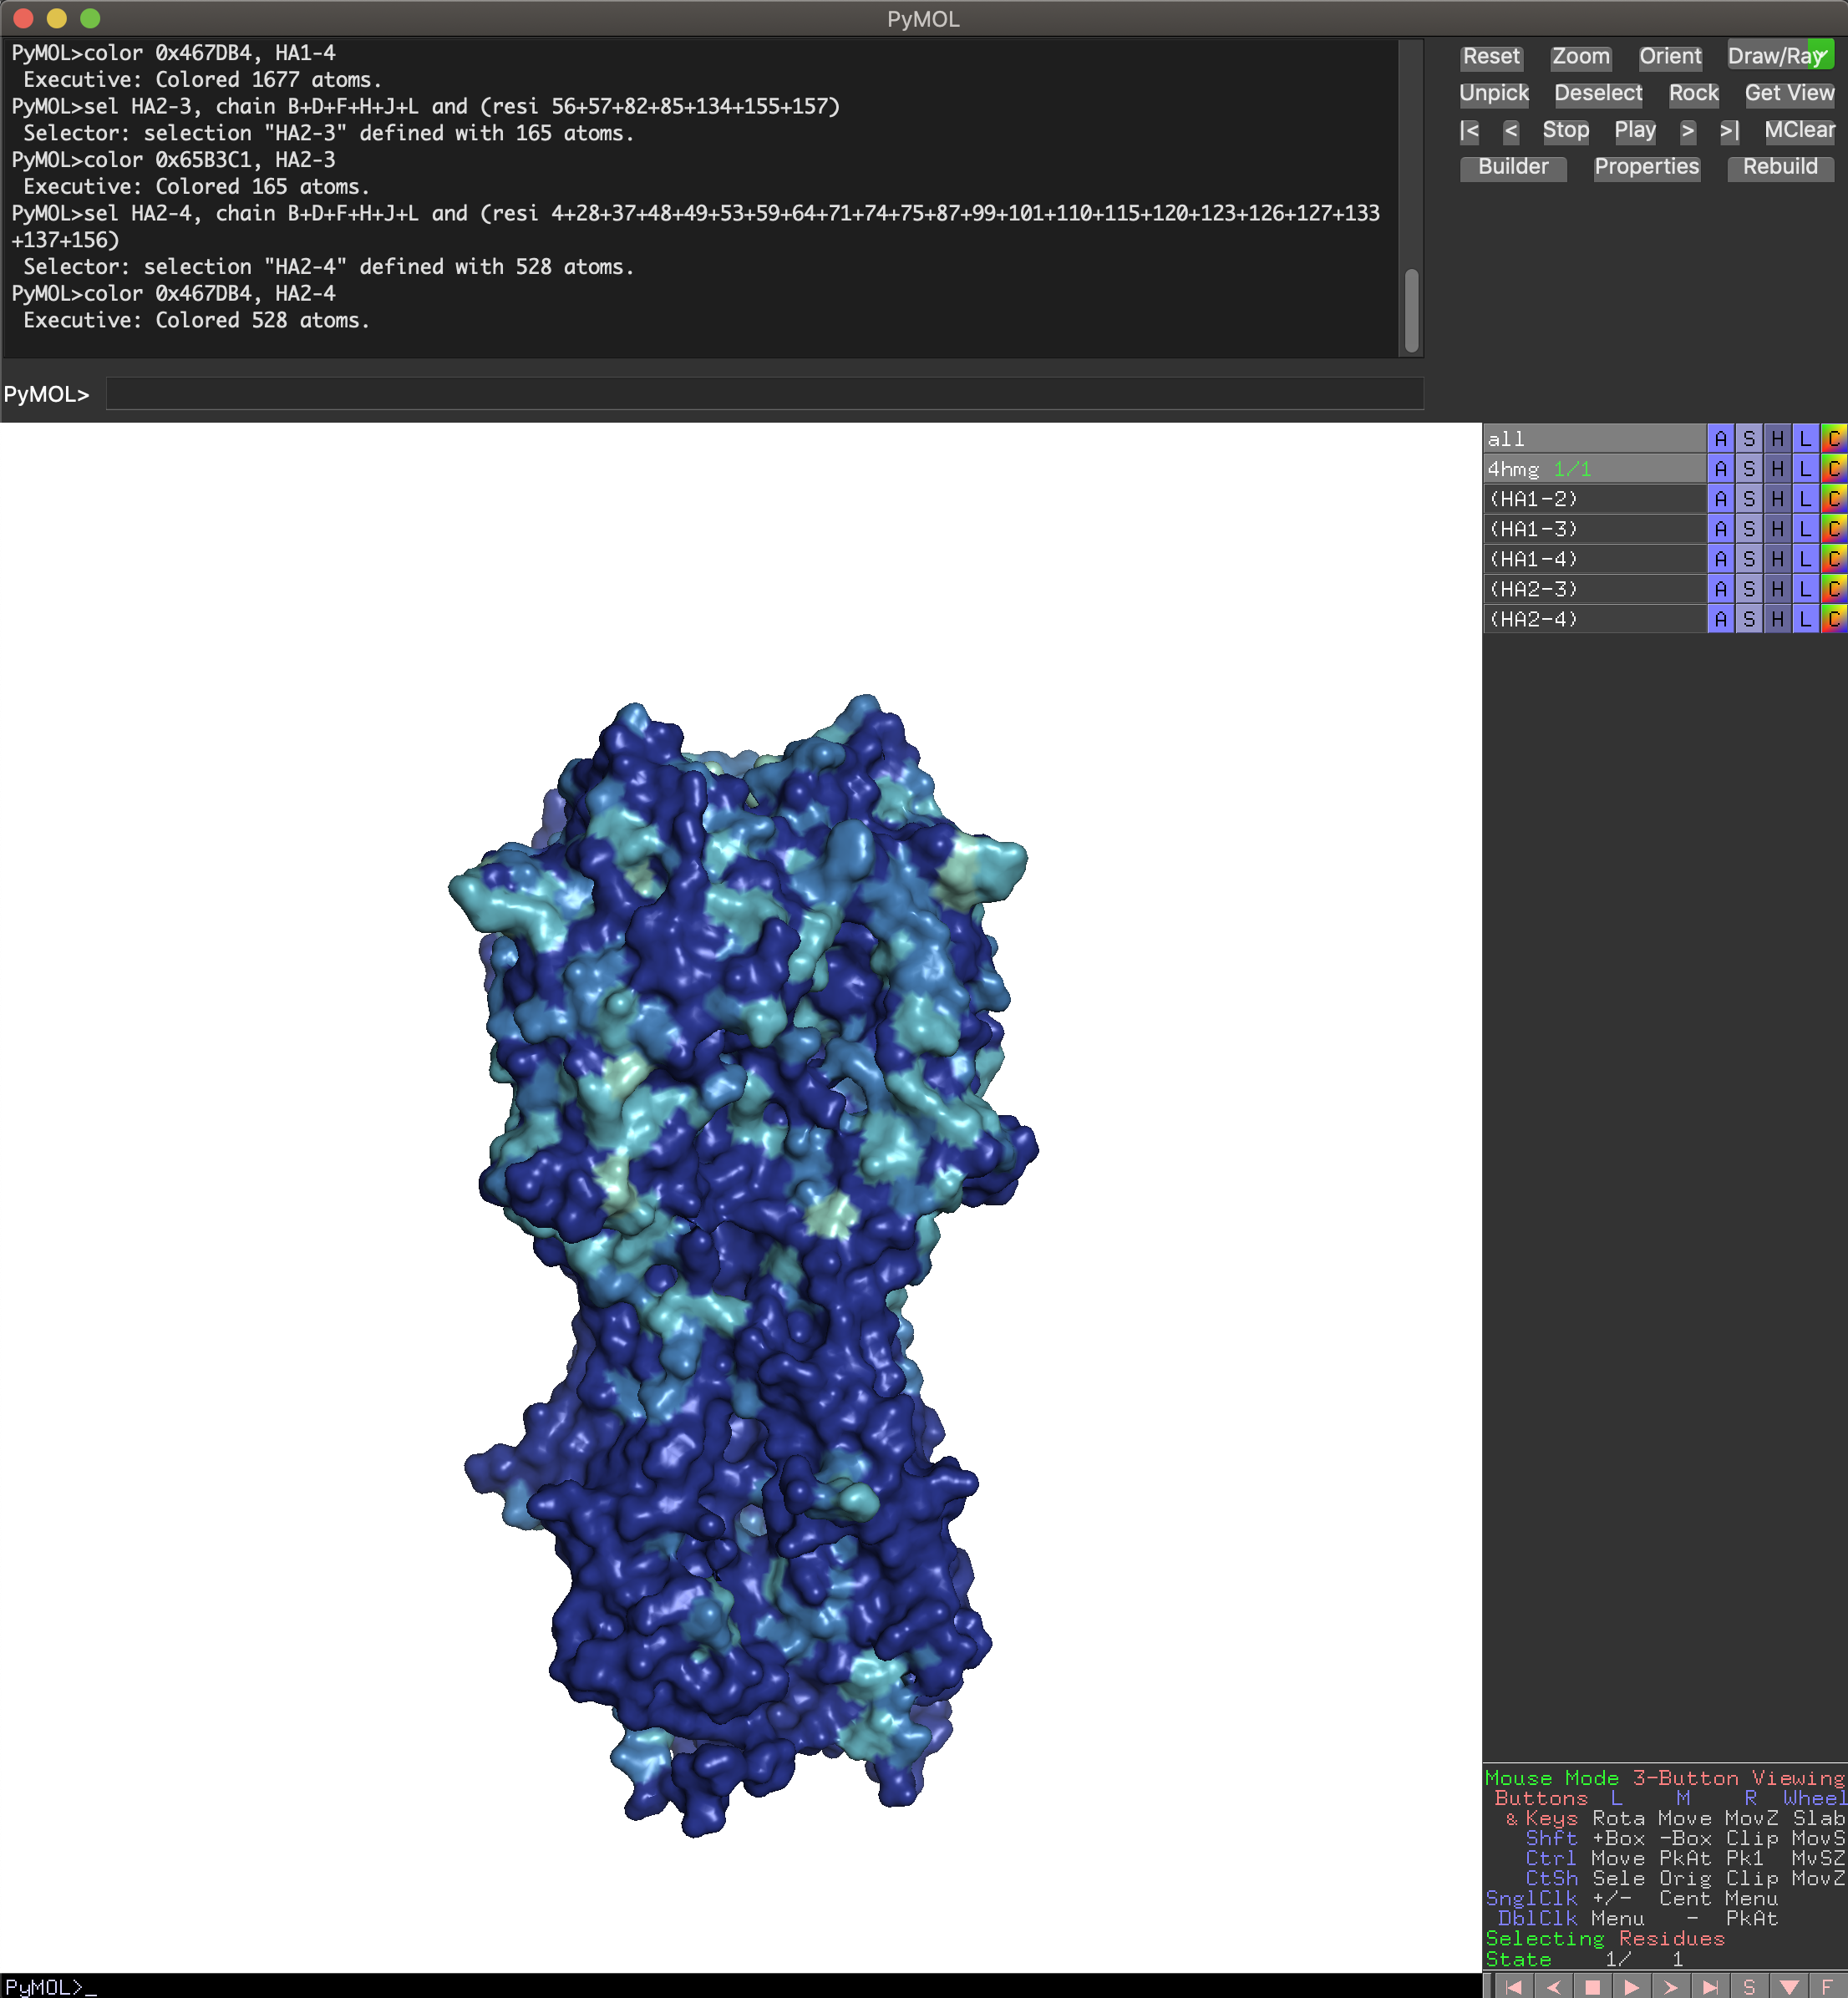 PyMOL
PyMOL>color 0x467DB4, HA1-4
Executive: Colored 1677 atoms.
PyMOL>sel HA2-3, chain B+D+F+H+J+L and (resi 56+57+82+85+134+155+157)
Selector: selection "HA2-3" defined with 165 atoms.
PyMOL>color 0x65B3C1, HA2-3
Executive: Colored 165 atoms.
PyMOL>sel HA2-4, chain B+D+F+H+J+L and (resi 4+28+37+48+49+53+59+64+71+74+75+87+99+101+110+115+120+123+126+127+133
+137+156)
Selector: selection "HA2-4" defined with 528 atoms.
PyMOL>color 0x467DB4, HA2-4
Executive: Colored 528 atoms.
PyMOL>
Reset Zoom Orient Draw/Ray
Unpick Deselect Rock Get View
|< < Stop Play > >| MClear
Builder Properties Rebuild
all A S H L C
4hmg 1/1 A S H L C
(HA1-2) A S H L C
(HA1-3) A S H L C
(HA1-4) A S H L C
(HA2-3) A S H L C
(HA2-4) A S H L C
Mouse Mode 3-Button Viewing
Buttons L M R Wheel
& Keys Rota Move MovZ Slab
Shft +Box -Box Clip MovS
Ctrl Move PkAt Pk1 MvSZ
CtSh Sele Orig Clip MovZ
SnglClk +/- Cent Menu
DblClk Menu - PkAt
Selecting Residues
State 1/ 1
PyMOL>_
S F